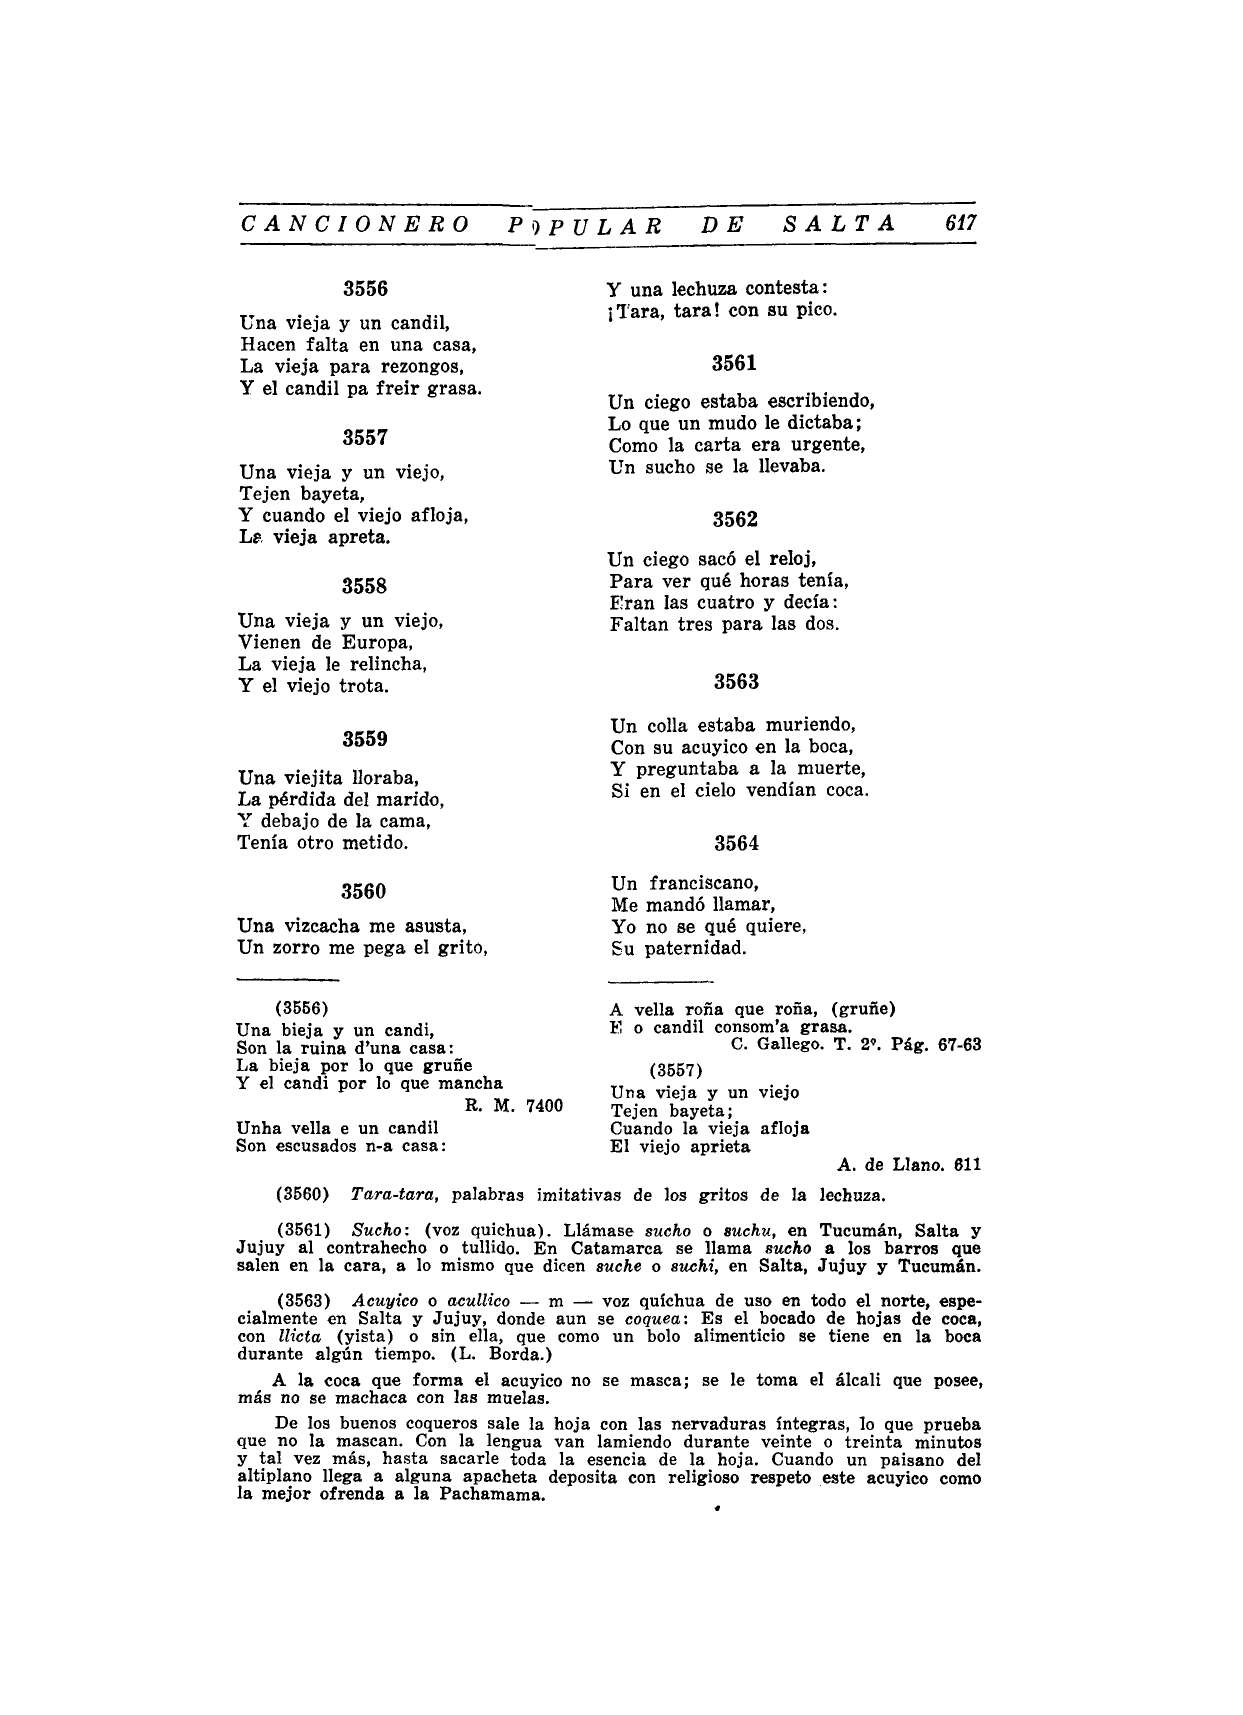 CANCIONERO POPULAR DE SALTA 617
3556
Una vieja y un candil,
Hacen falta en una casa,
La vieja para rezongos,
Y el candil pa freir grasa.
3557
Una vieja y un viejo,
Tejen bayeta,
Y cuando el viejo afloja,
La vieja apreta.
3558
Una vieja y un viejo,
Vienen de Europa,
La vieja le relincha,
Y el viejo trota.
3559
Una viejita lloraba,
La pérdida del marido,
Y debajo de la cama,
Tenía otro metido.
3560
Una vizcacha me asusta,
Un zorro me pega el grito,
Y una lechuza contesta:
¡Tara, tara! con su pico.
3561
Un ciego estaba escribiendo,
Lo que un mudo le dictaba;
Como la carta era urgente,
Un sucho se la llevaba.
3562
Un ciego sacó el reloj,
Para ver qué horas tenía,
Eran las cuatro y decía:
Faltan tres para las dos.
3563
Un colla estaba muriendo,
Con su acuyico en la boca,
Y preguntaba a la muerte,
Si en el cielo vendían coca.
3564
Un franciscano,
Me mandó llamar,
Yo no se qué quiere,
Su paternidad.
(3556)
Una bieja y un candi,
Son la ruina d'una casa:
La bieja por lo que gruñe
Y el candi por lo que mancha
R. M. 7400
Unha vella e un candil
Son escusados n-a casa:
A vella roña que roña, (gruñe)
E o candil consom'a grasa.
C. Gallego. T. 2º. Pág. 67-63
(3557)
Una vieja y un viejo
Tejen bayeta;
Cuando la vieja afloja
El viejo aprieta
A. de Llano. 611
(3560) Tara-tara, palabras imitativas de los gritos de la lechuza.
(3561) Sucho: (voz quichua). Llámase sucho o suchu, en Tucumán, Salta y
Jujuy al contrahecho o tullido. En Catamarca se llama sucho a los barros que
salen en la cara, a lo mismo que dicen suche o suchi, en Salta, Jujuy y Tucumán.
(3563) Acuyico o acullico — m — voz quíchua de uso en todo el norte, espe-
cialmente en Salta y Jujuy, donde aun se coquea: Es el bocado de hojas de coca,
con llicta (yista) o sin ella, que como un bolo alimenticio se tiene en la boca
durante algún tiempo. (L. Borda.)
A la coca que forma el acuyico no se masca; se le toma el álcali que posee,
más no se machaca con las muelas.
De los buenos coqueros sale la hoja con las nervaduras íntegras, lo que prueba
que no la mascan. Con la lengua van lamiendo durante veinte o treinta minutos
y tal vez más, hasta sacarle toda la esencia de la hoja. Cuando un paisano del
altiplano llega a alguna apacheta deposita con religioso respeto este acuyico como
la mejor ofrenda a la Pachamama.